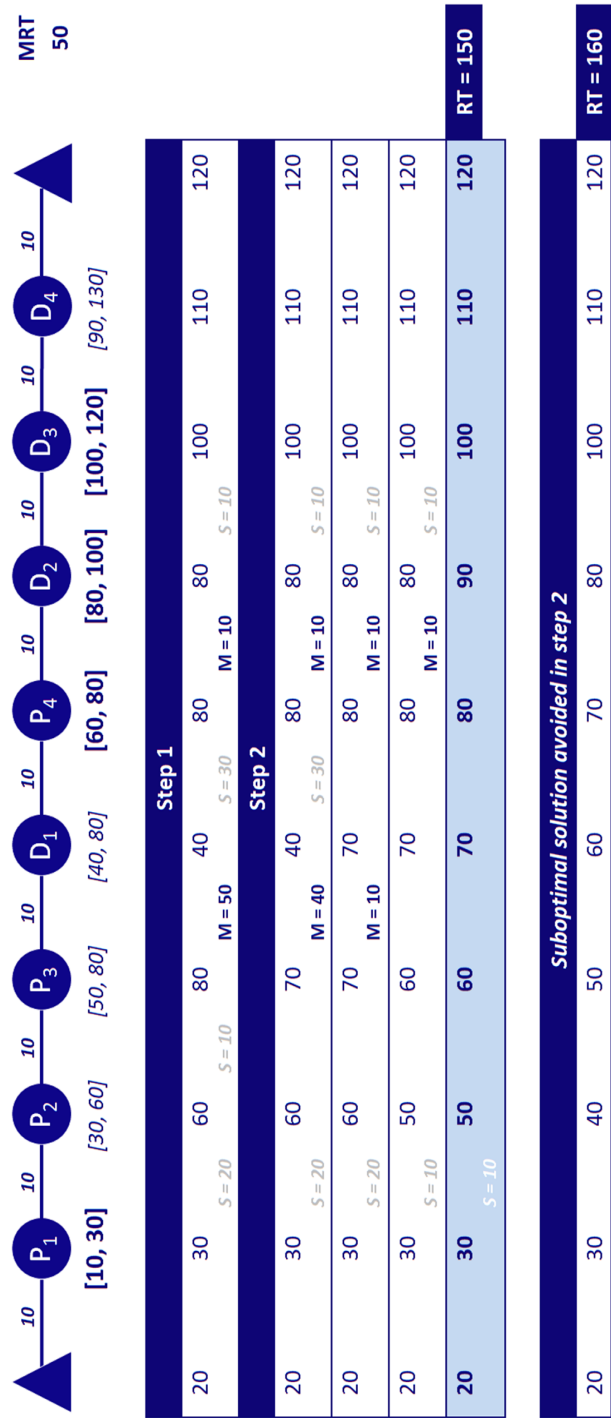 10 10 10 10 10 10 10 10 10 MRT
P₁ P₂ P₃ D₁ P₄ D₂ D₃ D₄ 50
[10, 30] [30, 60] [50, 80] [40, 80] [60, 80] [80, 100] [100, 120] [90, 130]
Step 1
20 30 60 80 40 80 80 100 110 120
S = 20 S = 10 M = 50 S = 30 M = 10 S = 10
Step 2
20 30 60 70 40 80 80 100 110 120
S = 20 M = 40 S = 30 M = 10 S = 10
20 30 60 70 70 80 80 100 110 120
S = 20 M = 10 M = 10 S = 10
20 30 50 60 70 80 80 100 110 120
S = 10 M = 10 S = 10
20 30 50 60 70 80 90 100 110 120 RT = 150
S = 10
Suboptimal solution avoided in step 2
20 30 40 50 60 70 80 100 110 120 RT = 160